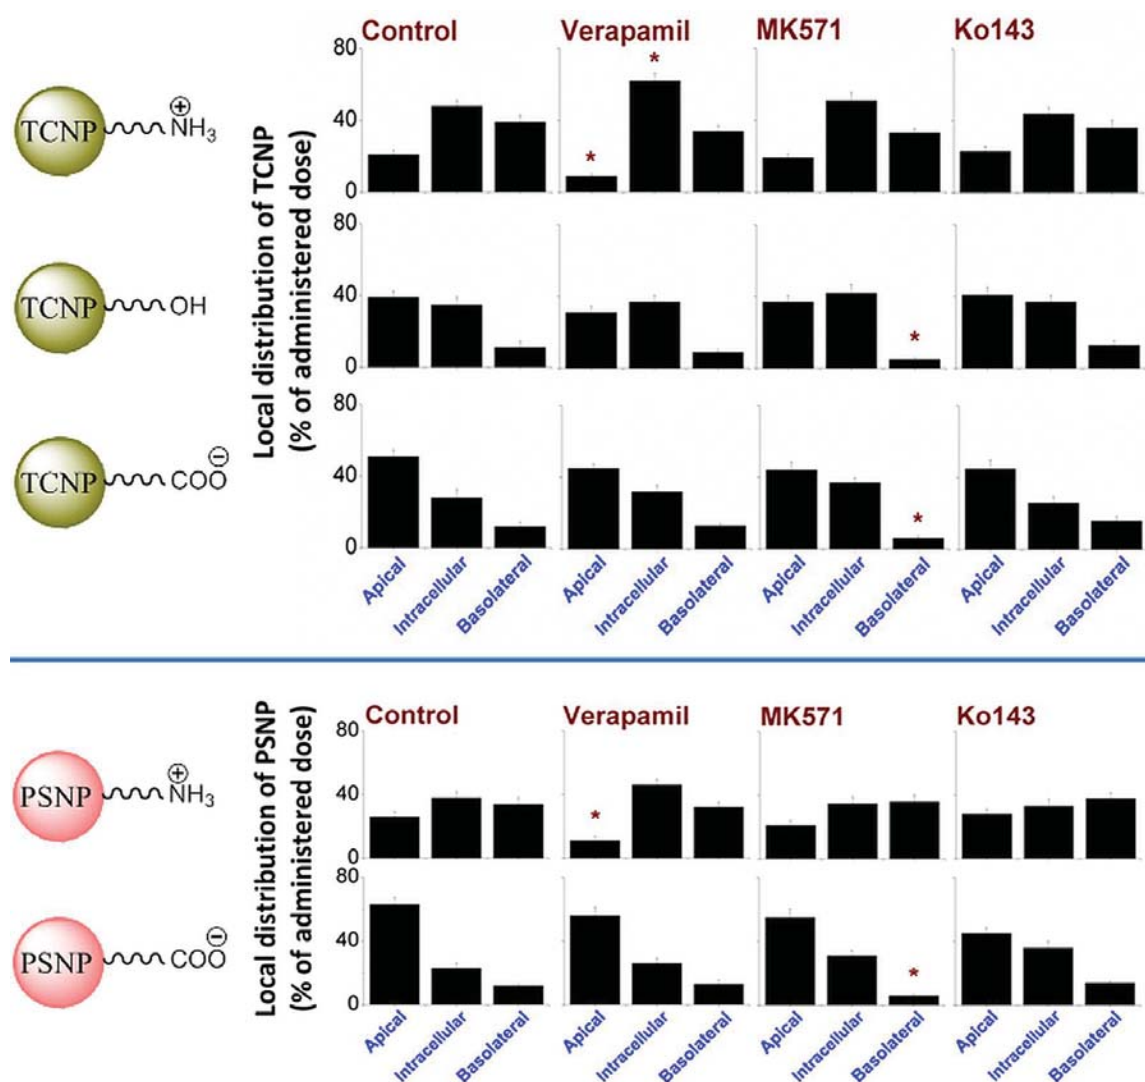 Control Verapamil MK571 Ko143
Local distribution of TCNP
(% of administered dose)
TCNP NH3 ⊕
80
40
0
* *
TCNP OH
80
40
0
*
TCNP COO ⊖
80
40
0
*
Apical Intracellular Basolateral Apical Intracellular Basolateral Apical Intracellular Basolateral Apical Intracellular Basolateral
Control Verapamil MK571 Ko143
Local distribution of PSNP
(% of administered dose)
PSNP NH3 ⊕
80
40
0
*
PSNP COO ⊖
80
40
0
*
Apical Intracellular Basolateral Apical Intracellular Basolateral Apical Intracellular Basolateral Apical Intracellular Basolateral